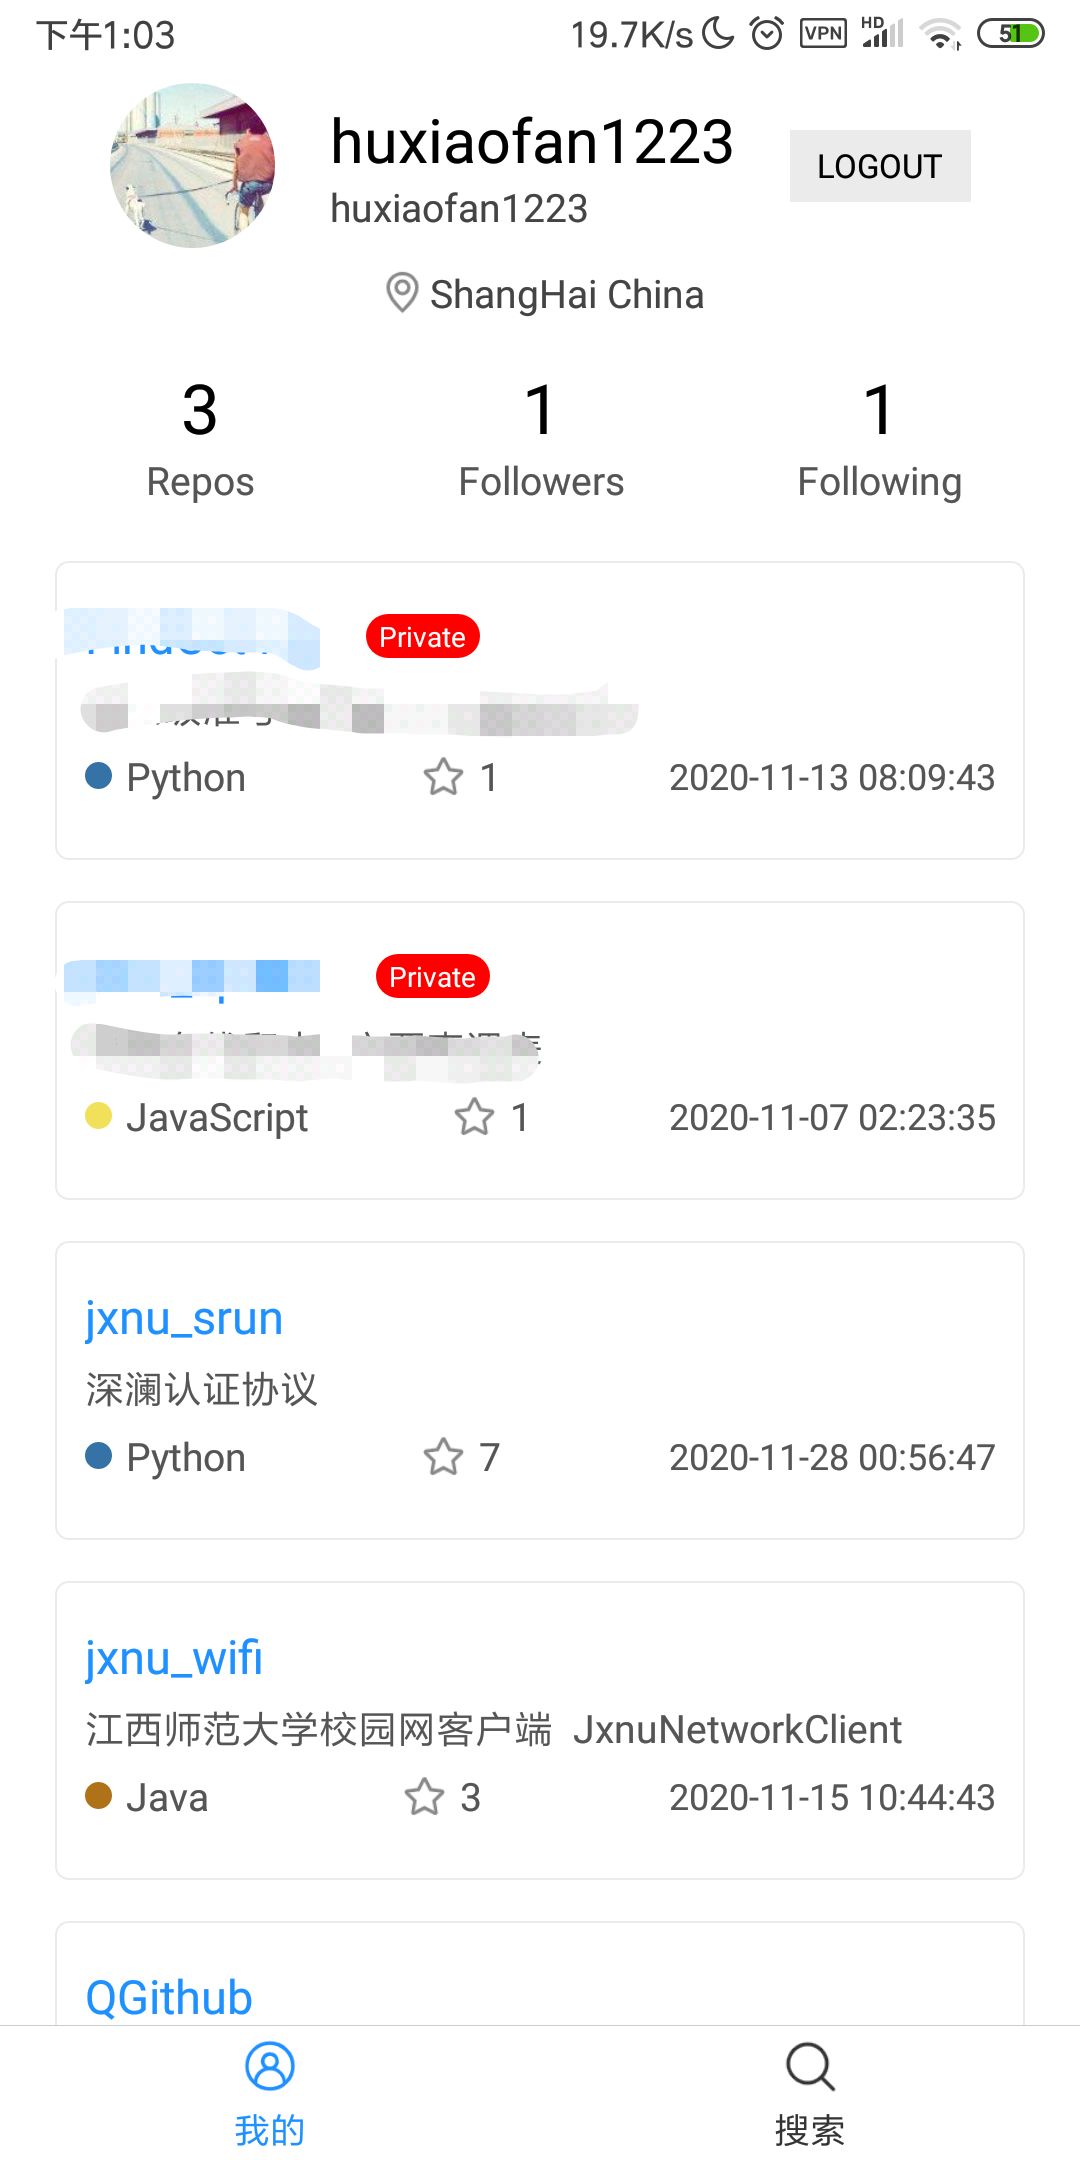 下午1:03
19.7K/s VPN HD 51
huxiaofan1223
huxiaofan1223
LOGOUT
ShangHai China
3 1 1
Repos Followers Following
Private
Python 1 2020-11-13 08:09:43
Private
JavaScript 1 2020-11-07 02:23:35
jxnu_srun
深澜认证协议
Python 7 2020-11-28 00:56:47
jxnu_wifi
江西师范大学校园网客户端 JxnuNetworkClient
Java 3 2020-11-15 10:44:43
QGithub
我的 搜索